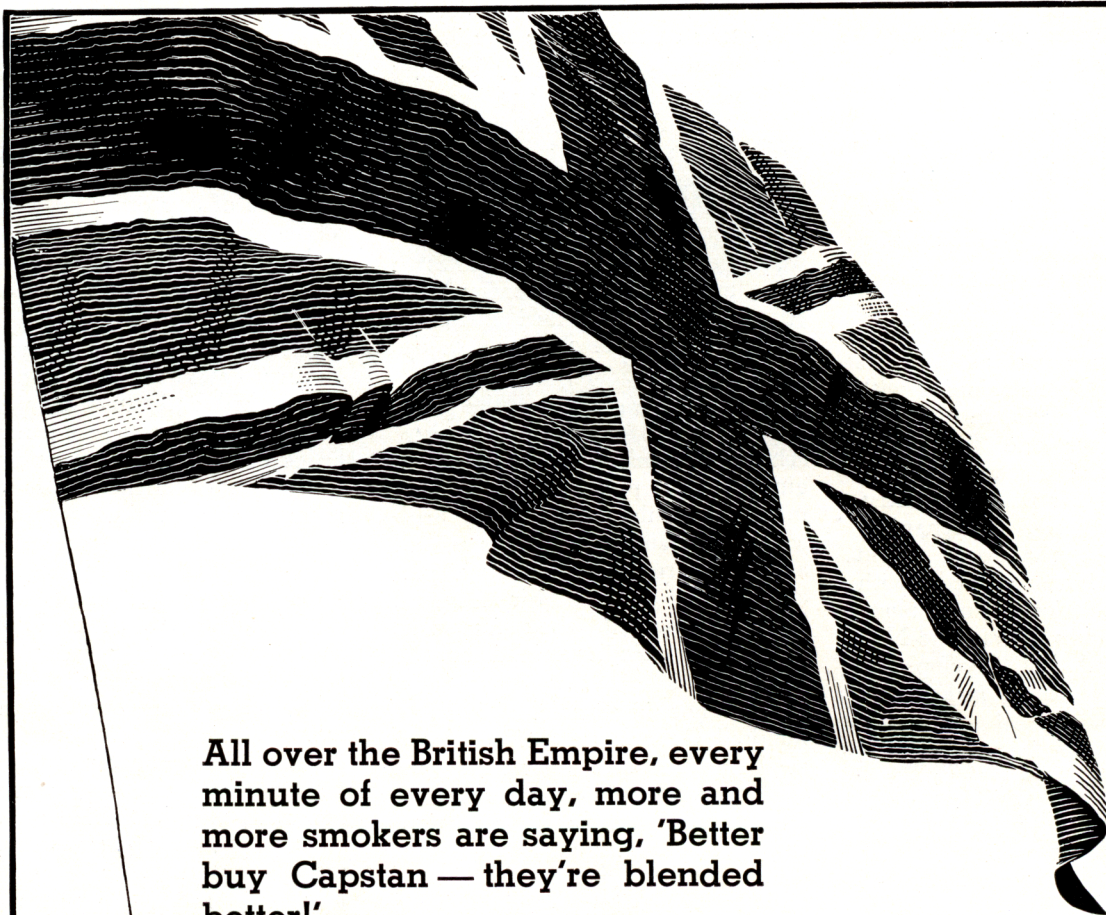 All over the British Empire, every
minute of every day, more and
more smokers are saying, 'Better
buy Capstan — they're blended
better!'